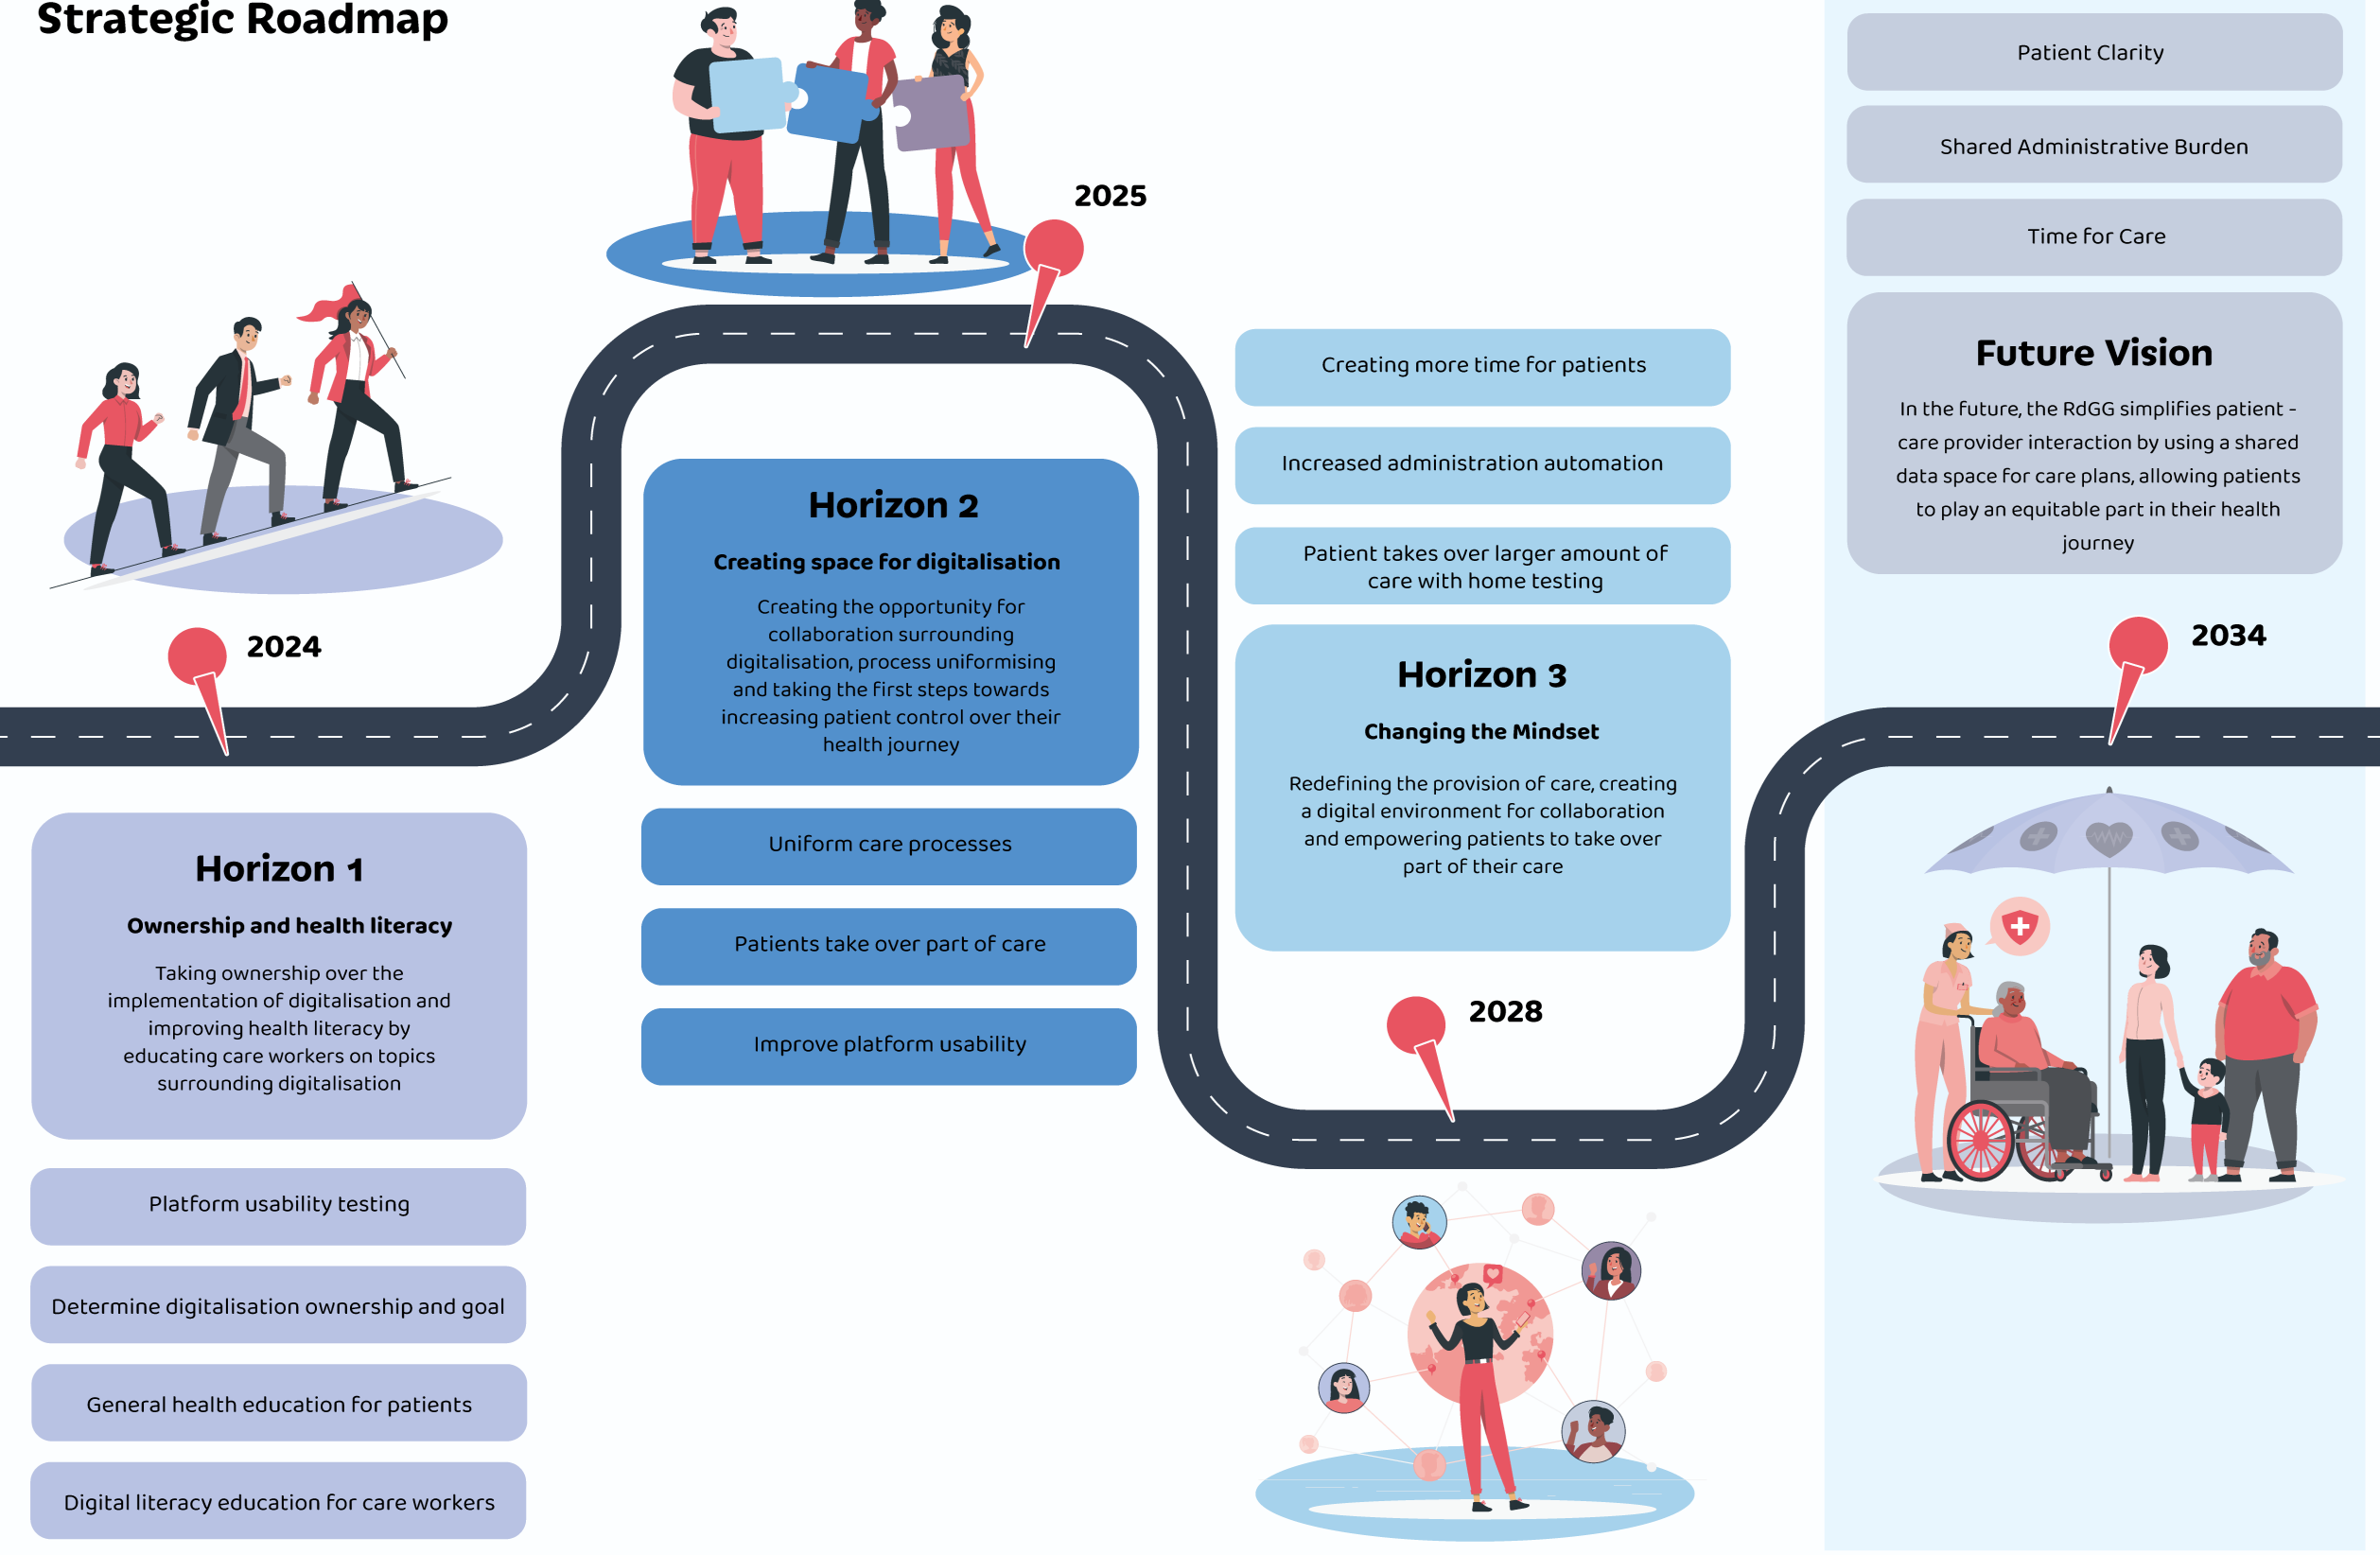 Strategic Roadmap
2024
Horizon 1
Ownership and health literacy
Taking ownership over the
implementation of digitalisation and
improving health literacy by
educating care workers on topics
surrounding digitalisation
Platform usability testing
Determine digitalisation ownership and goal
General health education for patients
Digital literacy education for care workers
2025
Horizon 2
Creating space for digitalisation
Creating the opportunity for
collaboration surrounding
digitalisation, process uniformising
and taking the first steps towards
increasing patient control over their
health journey
Uniform care processes
Patients take over part of care
Improve platform usability
Creating more time for patients
Increased administration automation
Patient takes over larger amount of
care with home testing
Horizon 3
Changing the Mindset
Redefining the provision of care, creating
a digital environment for collaboration
and empowering patients to take over
part of their care
2028
Patient Clarity
Shared Administrative Burden
Time for Care
Future Vision
In the future, the RdGG simplifies patient -
care provider interaction by using a shared
data space for care plans, allowing patients
to play an equitable part in their health
journey
2034